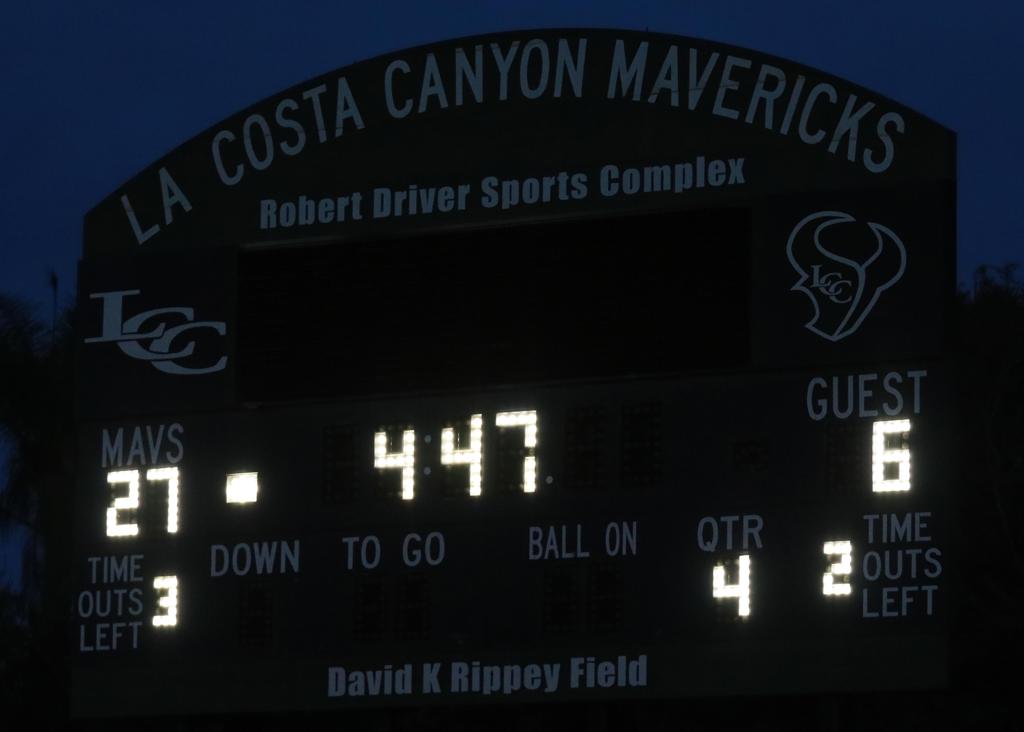 LA COSTA CANYON MAVERICKS
Robert Driver Sports Complex
LCC
LCC
GUEST
MAVS
27
4:47
6
DOWN
TO GO
BALL ON
QTR
4
TIME
OUTS
LEFT
3
2
TIME
OUTS
LEFT
David K Rippey Field